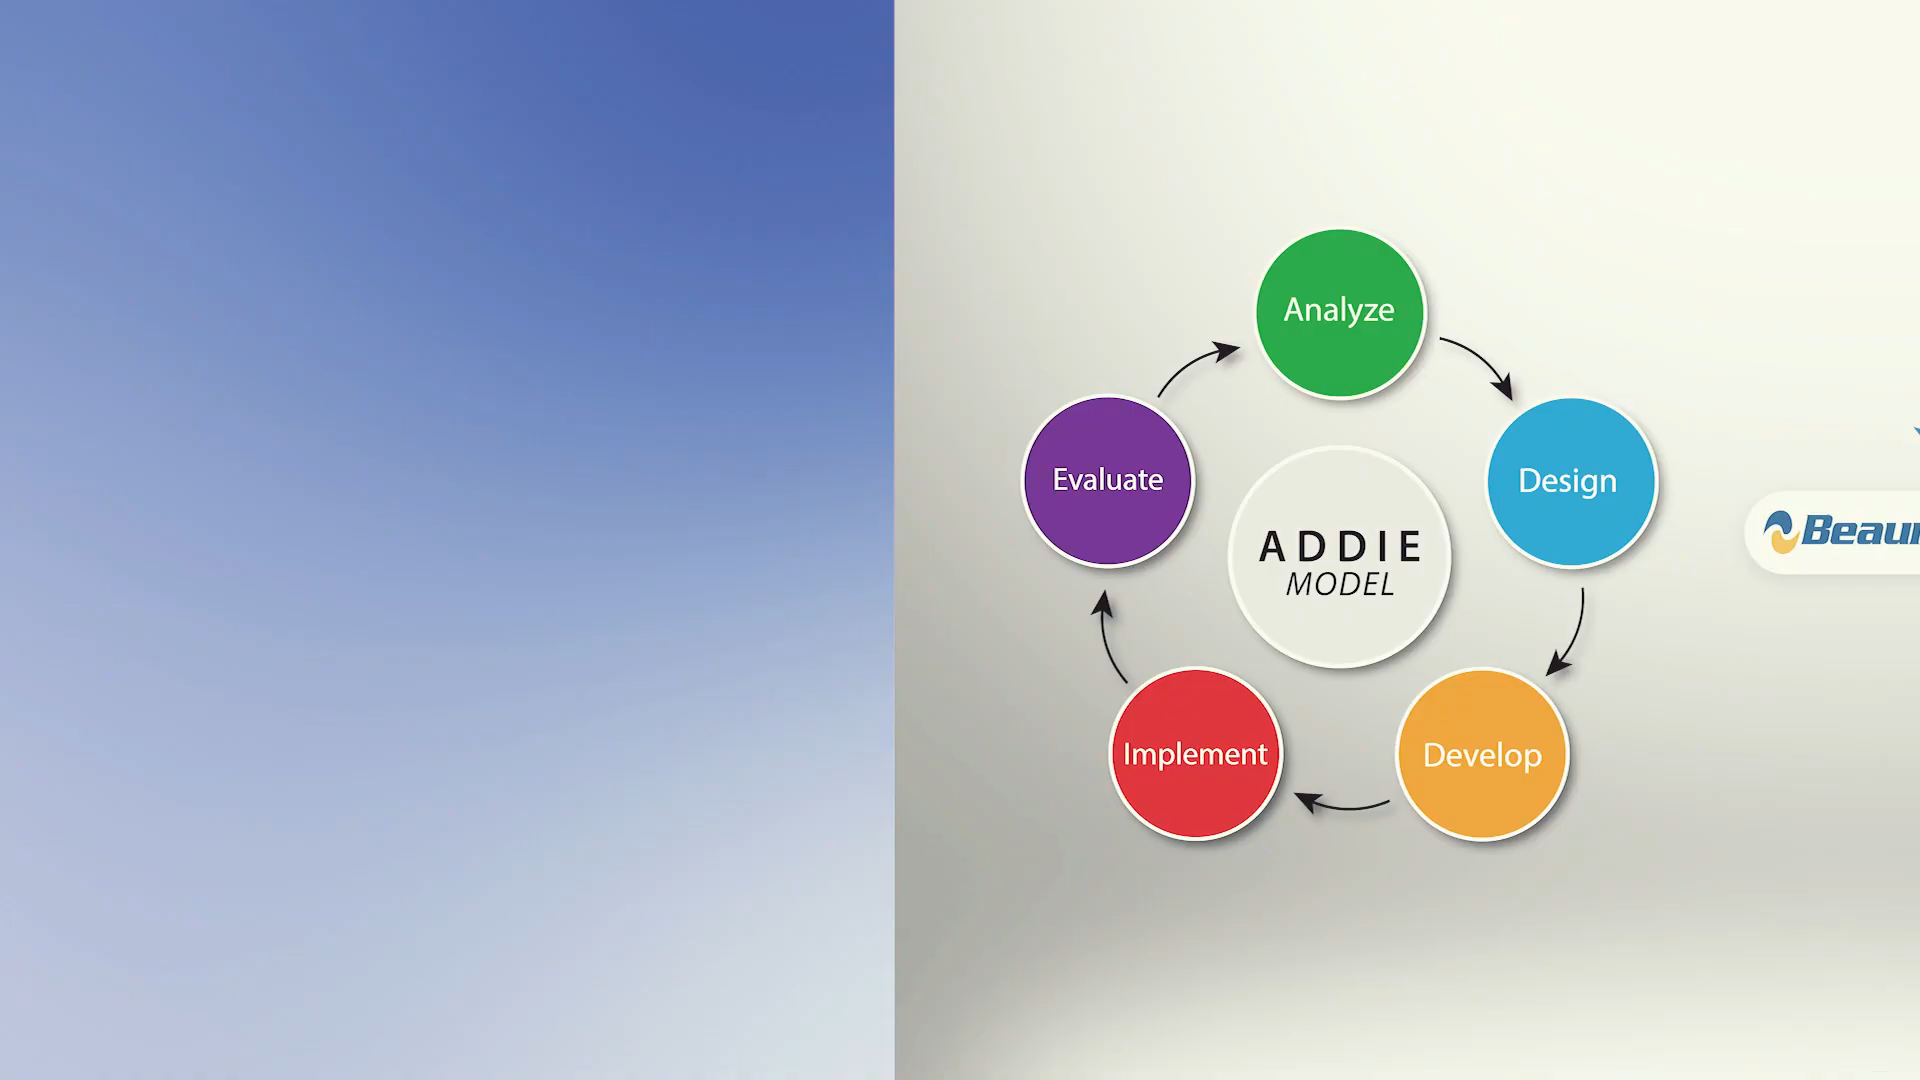 Analyze
Evaluate
Design
ADDIE
MODEL
Implement
Develop